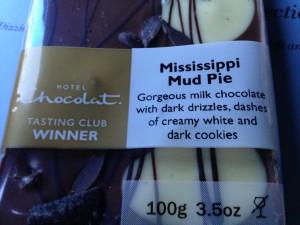 HOTEL
Chocolat.
TASTING CLUB
WINNER
Mississippi
Mud Pie
Gorgeous milk chocolate
with dark drizzles, dashes
of creamy white and
dark cookies
100g 3.5oz